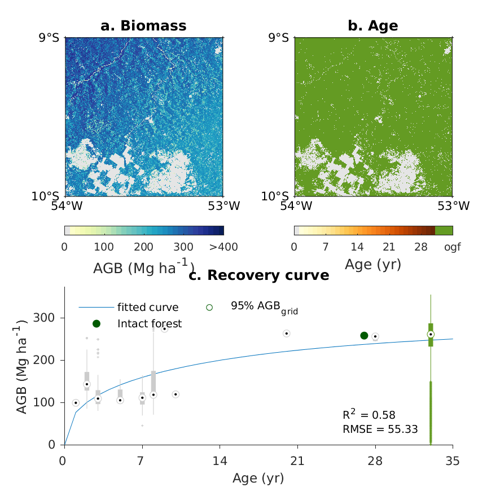 a. Biomass
b. Age
9°S
9°S
10°S
10°S
54°W 53°W
54°W 53°W
0 100 200 300 >400
0 7 14 21 28 ogf
AGB (Mg ha⁻¹)
Age (yr)
c. Recovery curve
fitted curve
95% AGB_grid
Intact forest
300
200
100
0
AGB (Mg ha⁻¹)
R² = 0.58
RMSE = 55.33
0 7 14 21 28 35
Age (yr)